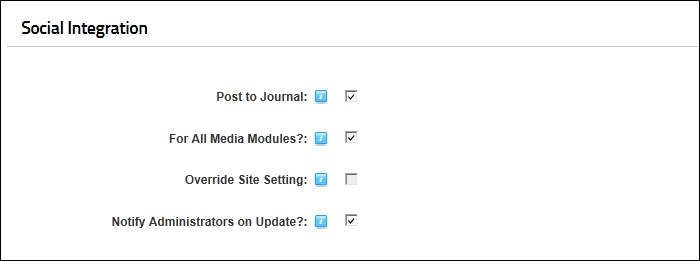 Social Integration
Post to Journal:
For All Media Modules?:
Override Site Setting:
Notify Administrators on Update?: